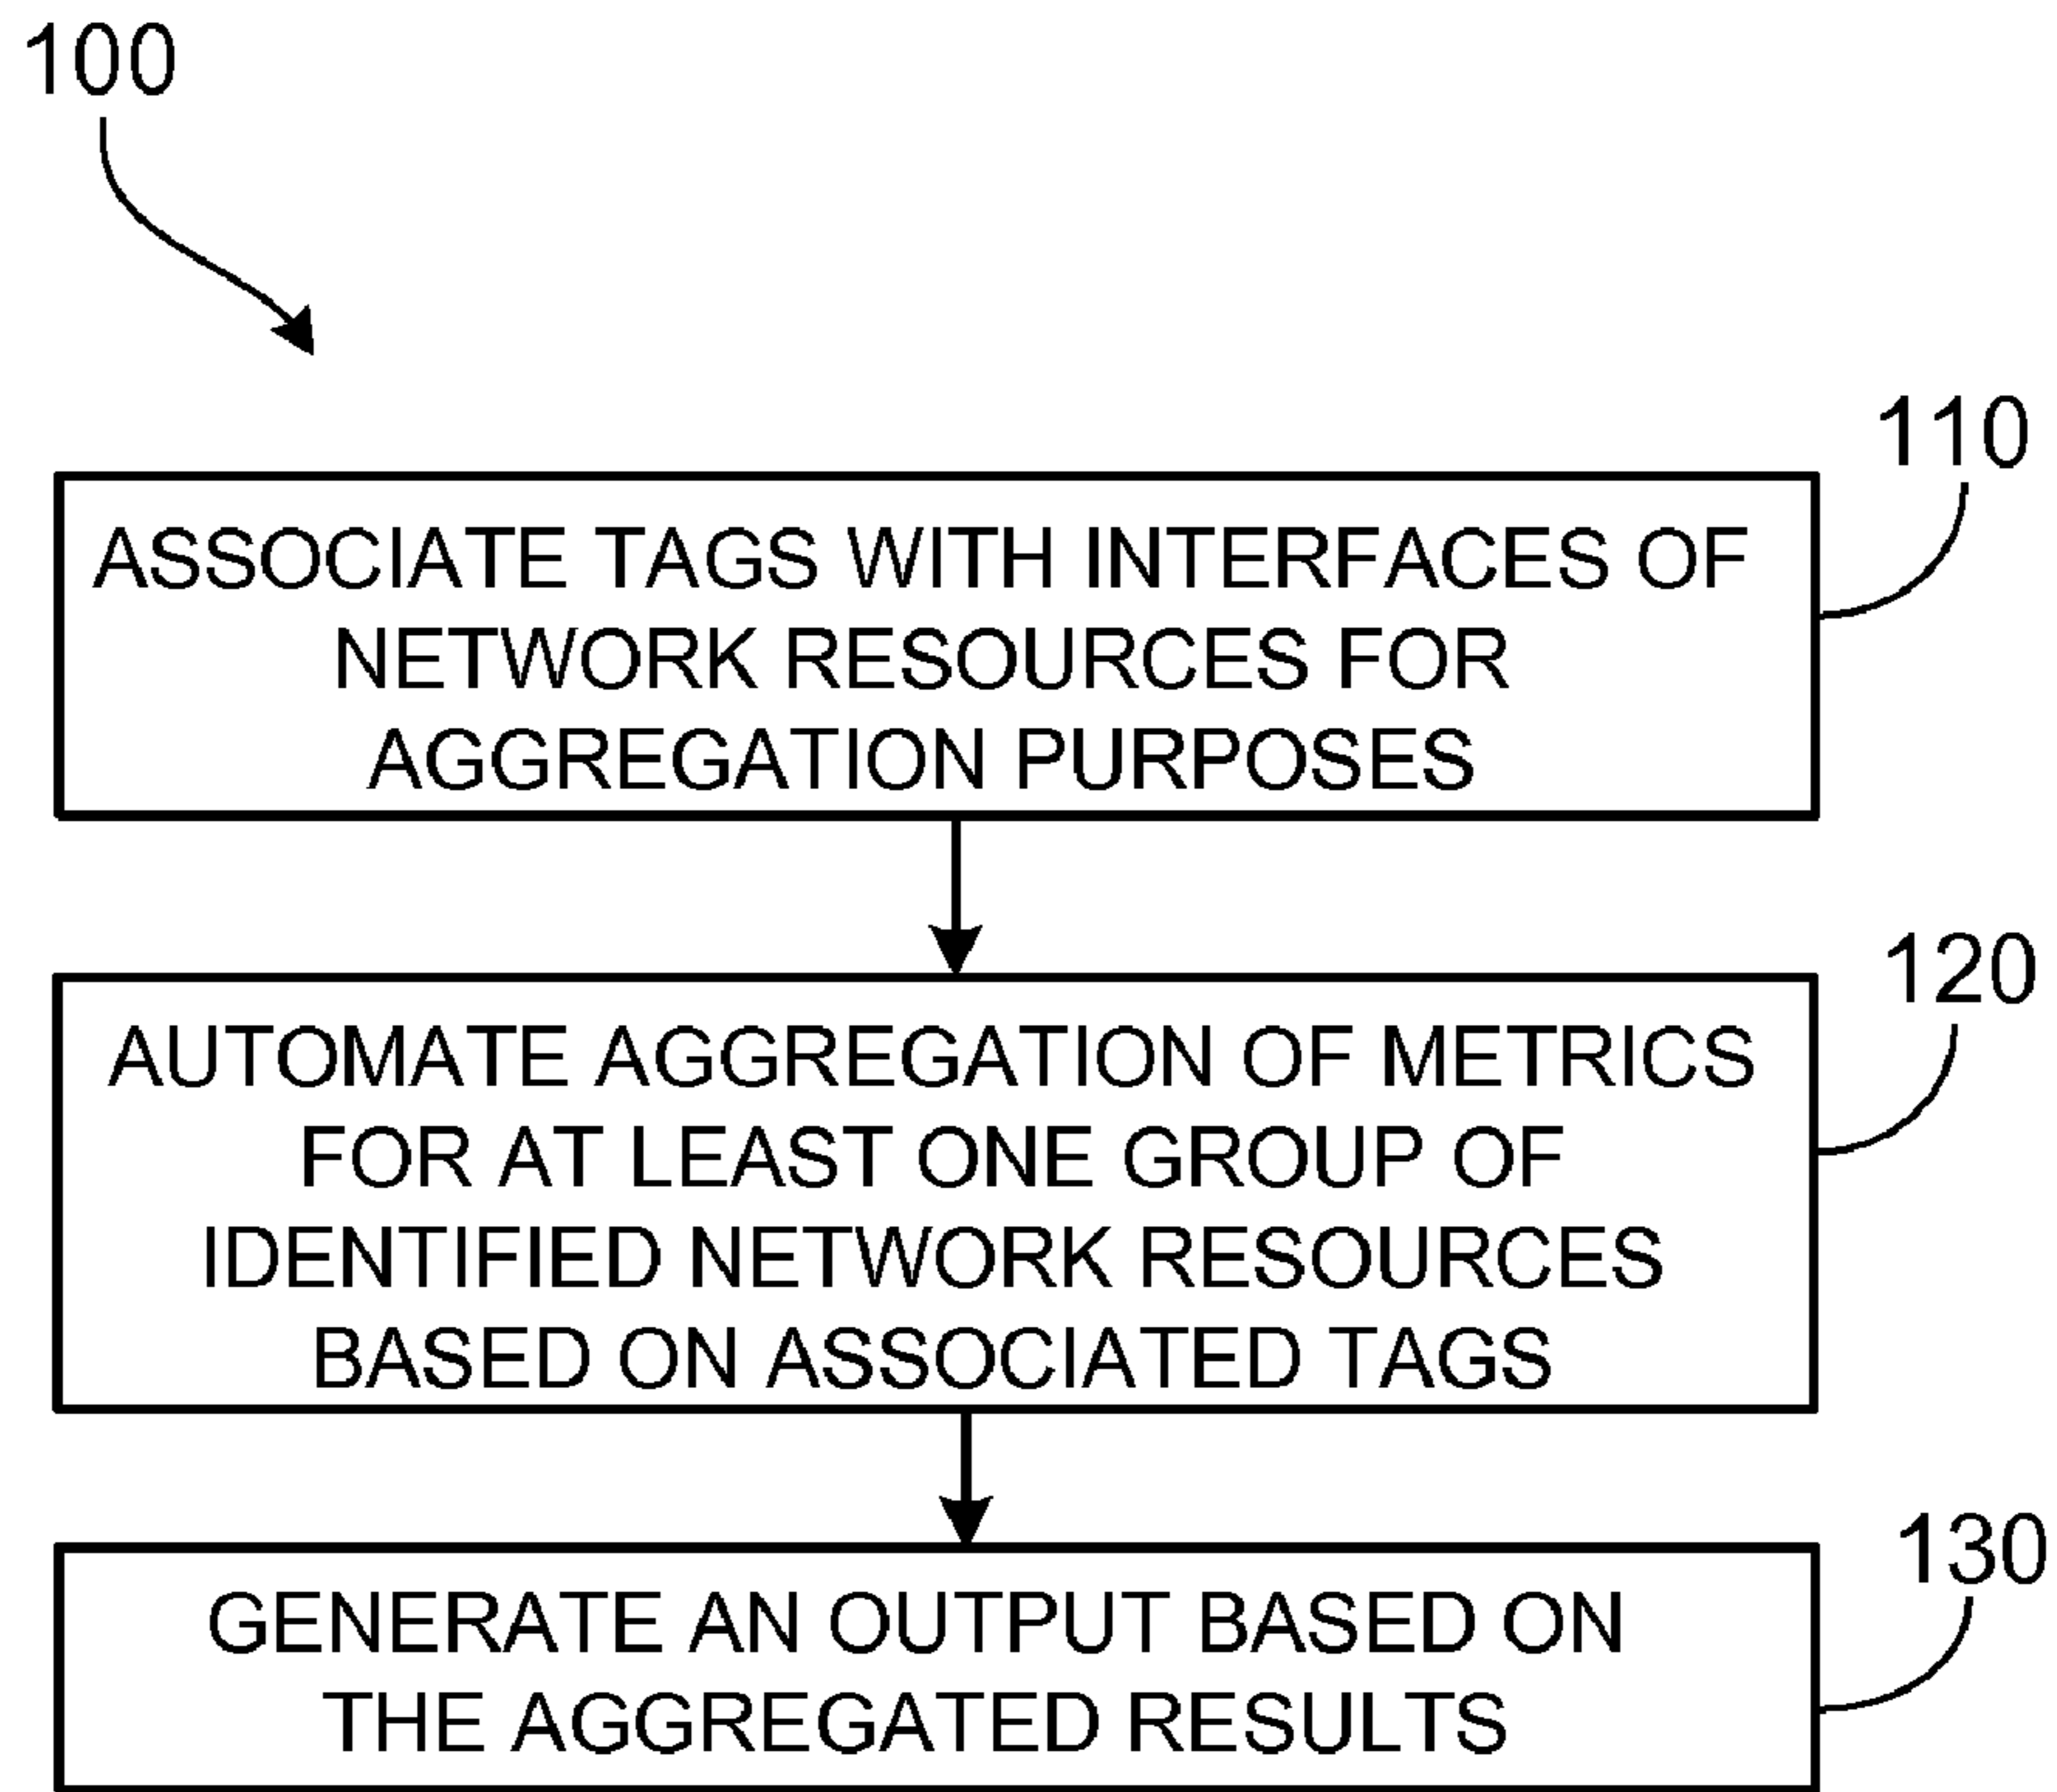 100
110
ASSOCIATE TAGS WITH INTERFACES OF
NETWORK RESOURCES FOR
AGGREGATION PURPOSES
120
AUTOMATE AGGREGATION OF METRICS
FOR AT LEAST ONE GROUP OF
IDENTIFIED NETWORK RESOURCES
BASED ON ASSOCIATED TAGS
130
GENERATE AN OUTPUT BASED ON
THE AGGREGATED RESULTS